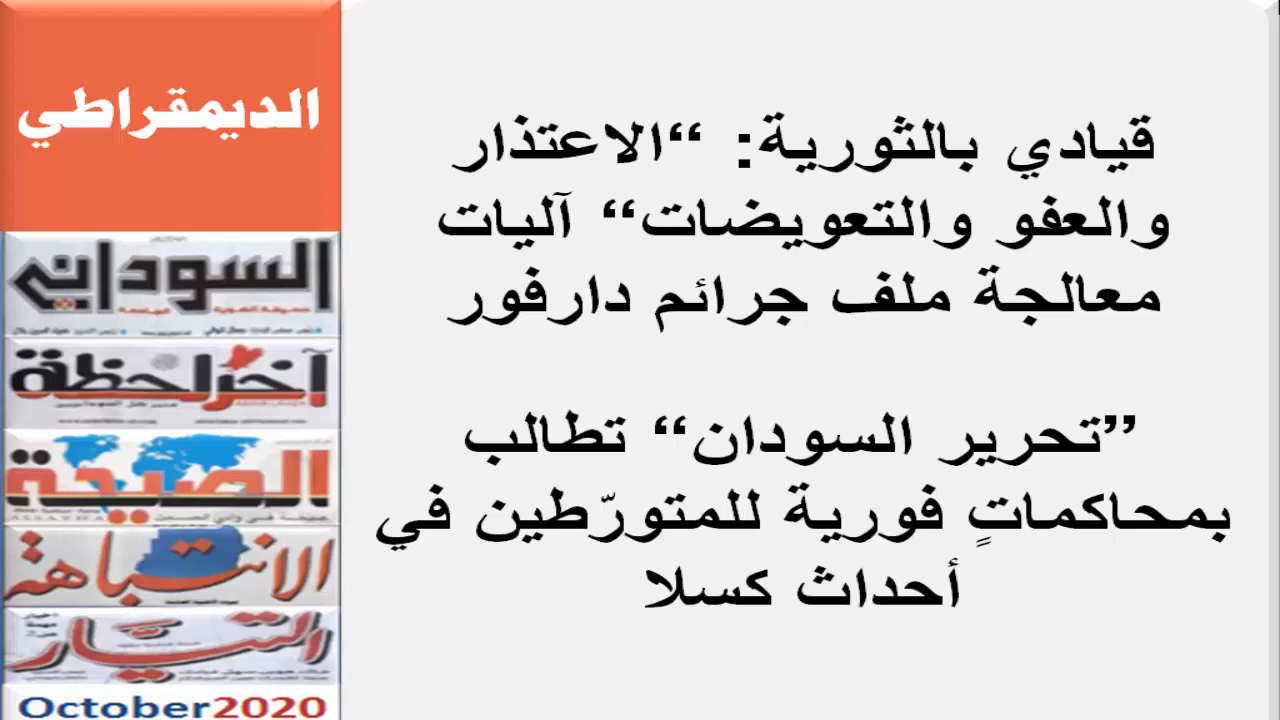 الديمقراطي
قيادي بالثورية: “الاعتذار
والعفو والتعويضات“ آليات
معالجة ملف جرائم دارفور
”تحرير السودان“ تطالب
بمحاكماتٍ فورية للمتورّطين في
أحداث كسلا
السوداني
آخر لحظة
الصيحة
ASSAYHA
الانتباهة
التيار
October2020